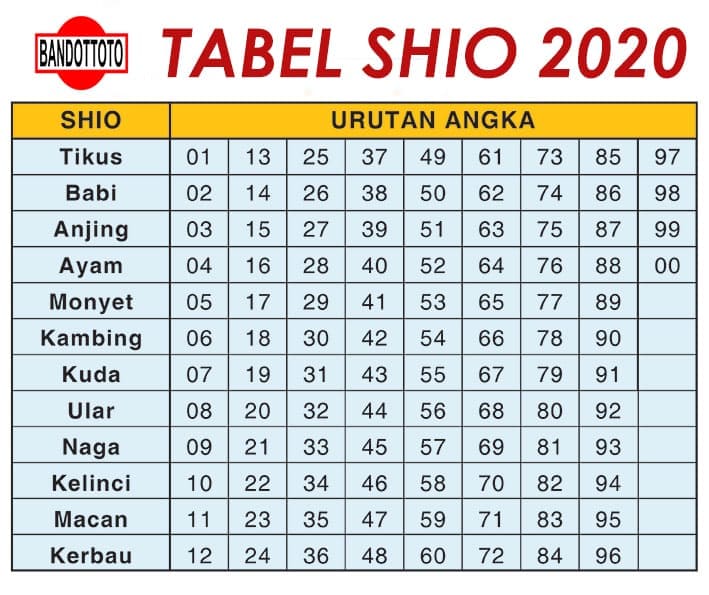 BANDOTTOTO
TABEL SHIO 2020
SHIO URUTAN ANGKA
Tikus 01 13 25 37 49 61 73 85 97
Babi 02 14 26 38 50 62 74 86 98
Anjing 03 15 27 39 51 63 75 87 99
Ayam 04 16 28 40 52 64 76 88 00
Monyet 05 17 29 41 53 65 77 89
Kambing 06 18 30 42 54 66 78 90
Kuda 07 19 31 43 55 67 79 91
Ular 08 20 32 44 56 68 80 92
Naga 09 21 33 45 57 69 81 93
Kelinci 10 22 34 46 58 70 82 94
Macan 11 23 35 47 59 71 83 95
Kerbau 12 24 36 48 60 72 84 96